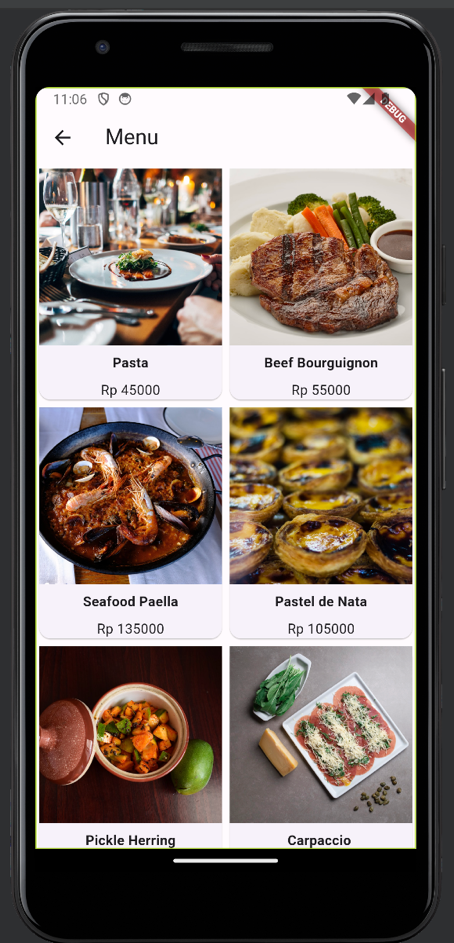 11:06
DEBUG
Menu
Pasta
Beef Bourguignon
Rp 45000
Rp 55000
Seafood Paella
Pastel de Nata
Rp 135000
Rp 105000
Pickle Herring
Carpaccio